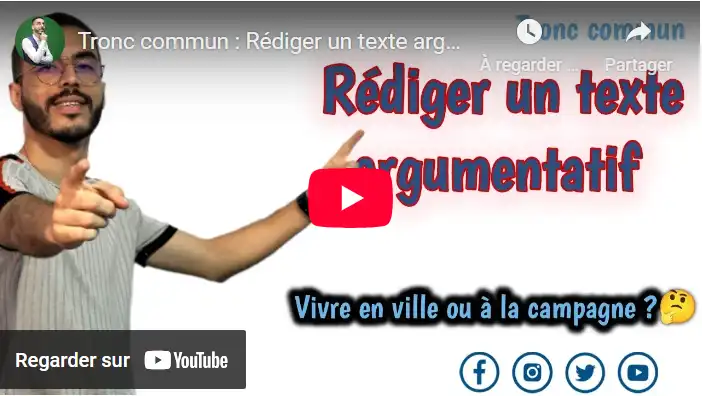 Tronc commun : Rédiger un texte arg...
Tronc commun
À regarder ...
Partager
Rédiger un texte
argumentatif
Vivre en ville ou à la campagne ?🤔
Regarder sur YouTube